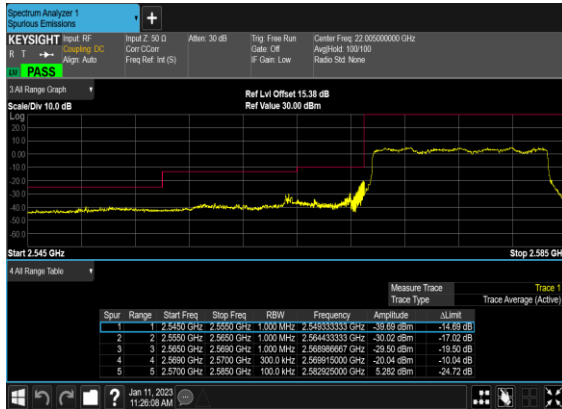 Spectrum Analyzer 1
Spurious Emissions
+
KEYSIGHT
R T
LXI PASS
Input: RF
Coupling: DC
Align: Auto
Input Z: 50 Ω
Corr CCorr
Freq Ref: Int (S)
Atten: 30 dB
Trig: Free Run
Gate: Off
IF Gain: Low
Center Freq: 22.005000000 GHz
Avg|Hold: 100/100
Radio Std: None
3 All Range Graph
Scale/Div 10.0 dB
Ref Lvl Offset 15.38 dB
Ref Value 30.00 dBm
Log
20.0
10.0
0.00
-10.0
-20.0
-30.0
-40.0
-50.0
-60.0
Start 2.545 GHz
Stop 2.585 GHz
4 All Range Table
Measure Trace Trace 1
Trace Type Trace Average (Active)
Spur Range Start Freq Stop Freq RBW Frequency Amplitude ΔLimit
1 1 2.5450 GHz 2.5550 GHz 1.000 MHz 2.549333333 GHz -39.69 dBm -14.69 dB
2 2 2.5550 GHz 2.5650 GHz 1.000 MHz 2.564433333 GHz -30.02 dBm -17.02 dB
3 3 2.5650 GHz 2.5690 GHz 1.000 MHz 2.568986667 GHz -29.50 dBm -19.50 dB
4 4 2.5690 GHz 2.5700 GHz 300.0 kHz 2.569915000 GHz -20.04 dBm -10.04 dB
5 5 2.5700 GHz 2.5850 GHz 100.0 kHz 2.582925000 GHz 5.282 dBm -24.72 dB
?
Jan 11, 2023
11:26:08 AM